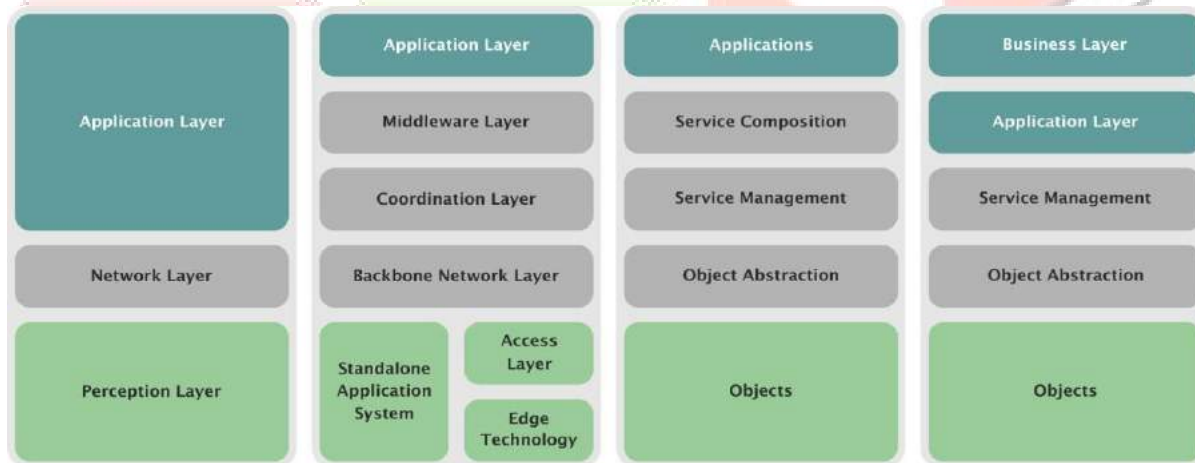 Application Layer
Network Layer
Perception Layer
Application Layer
Middleware Layer
Coordination Layer
Backbone Network Layer
Standalone
Application
System
Access
Layer
Edge
Technology
Applications
Service Composition
Service Management
Object Abstraction
Objects
Business Layer
Application Layer
Service Management
Object Abstraction
Objects